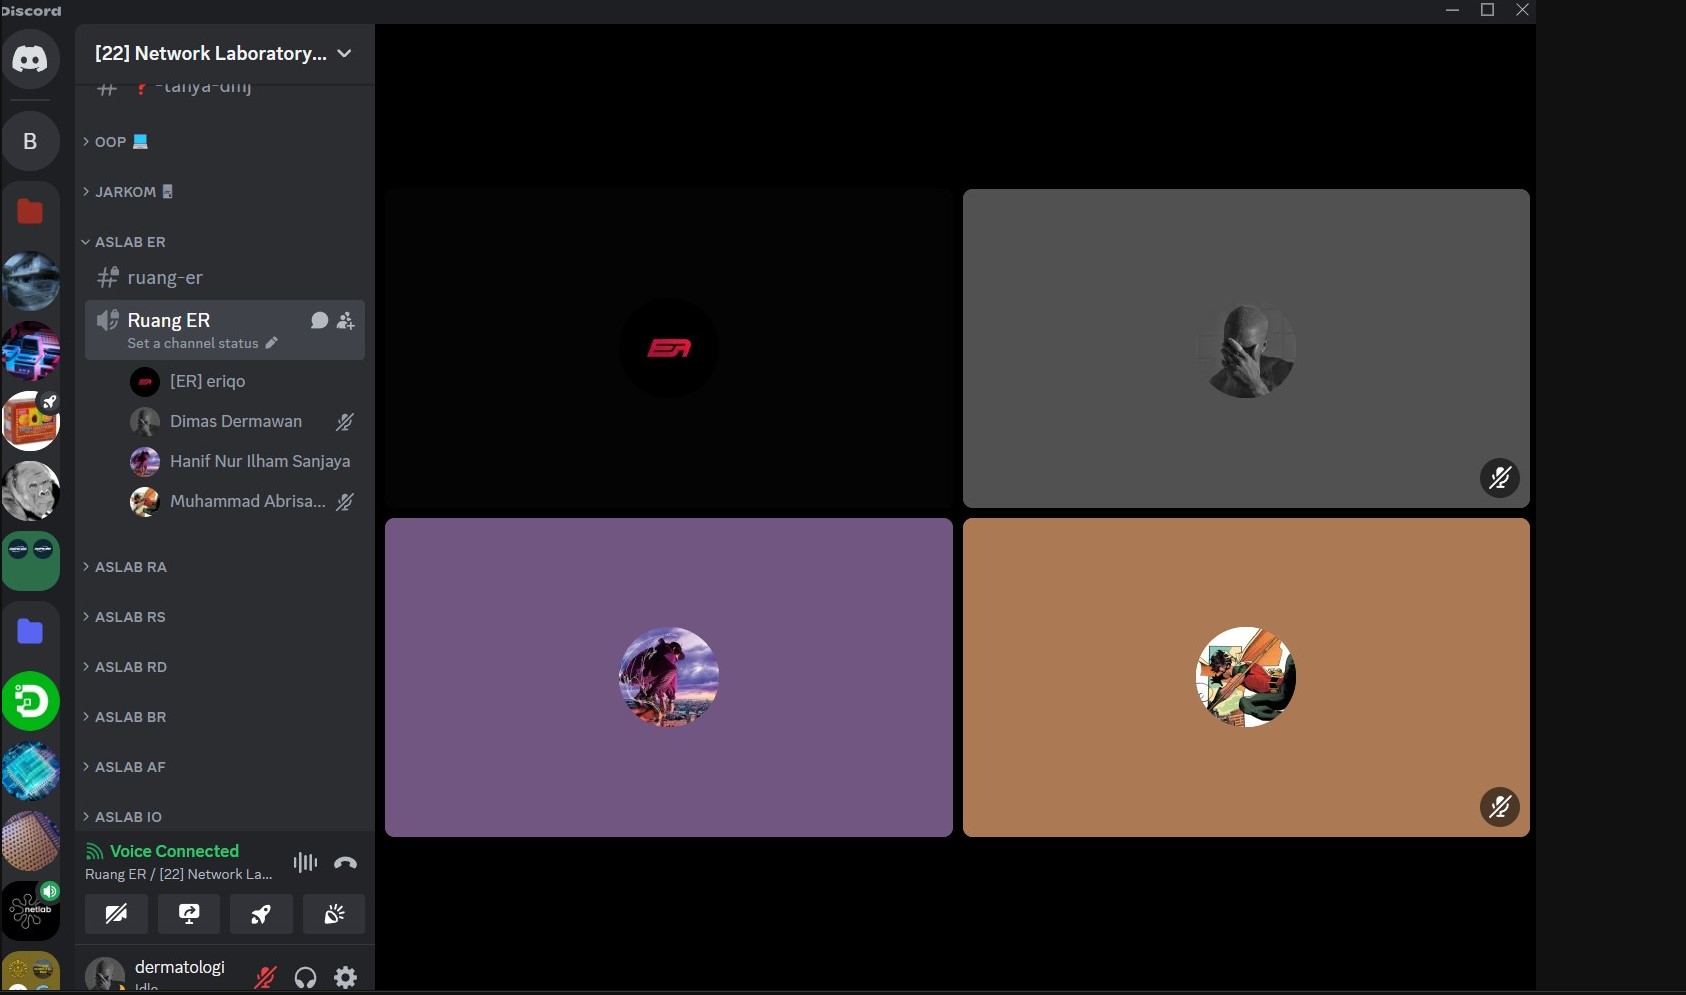 Discord
[22] Network Laboratory...
-tanya-dmj
OOP
JARKOM
ASLAB ER
ruang-er
Ruang ER
Set a channel status
[ER] eriqo
Dimas Dermawan
Hanif Nur Ilham Sanjaya
Muhammad Abrisa...
ASLAB RA
ASLAB RS
ASLAB RD
ASLAB BR
ASLAB AF
ASLAB IO
Voice Connected
Ruang ER / [22] Network La...
dermatologi
Idle
B
netlab
ER